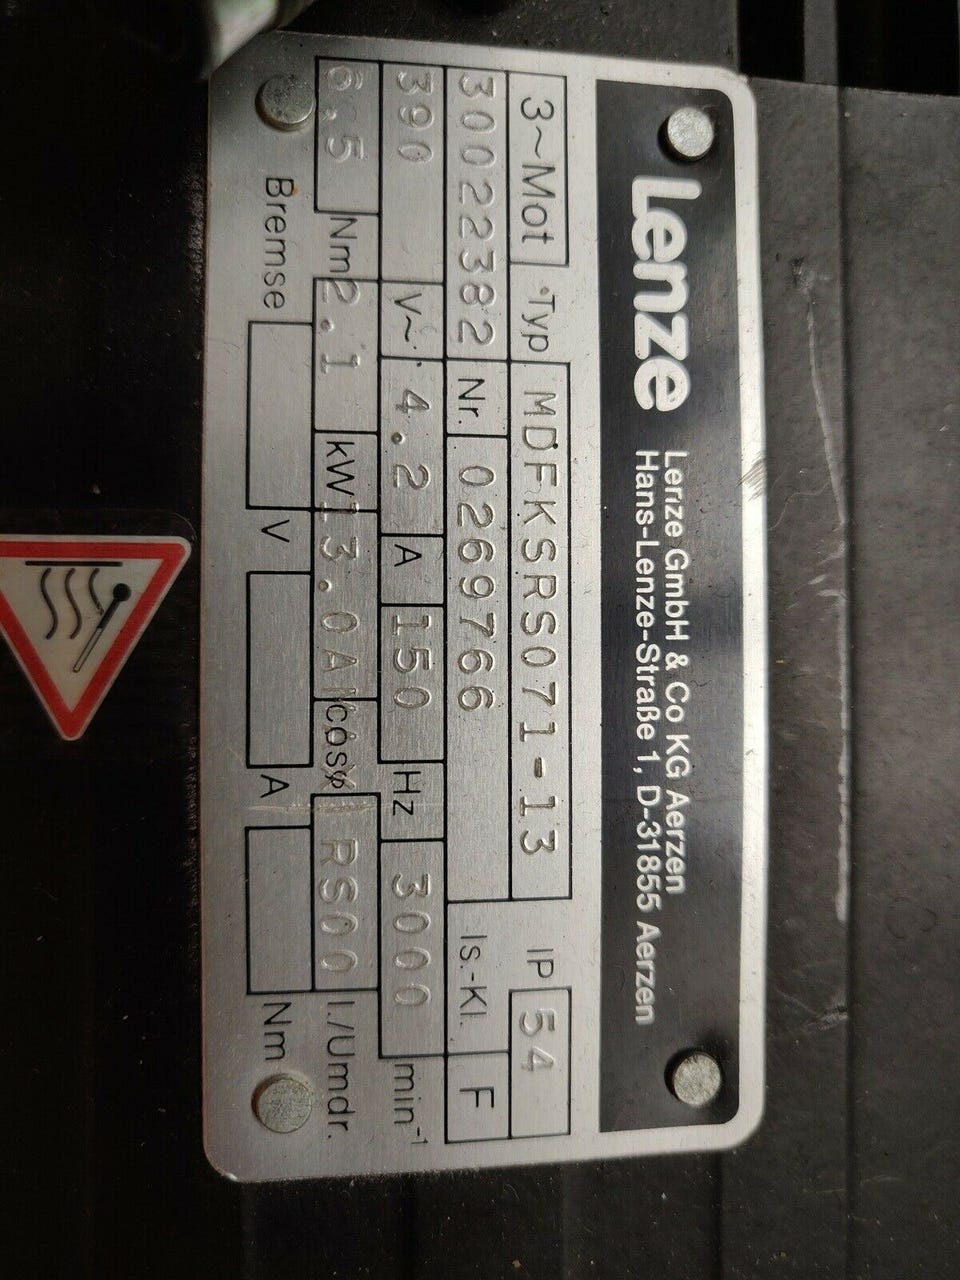 Lenze
Lenze GmbH & Co KG Aerzen
Hans-Lenze-Straße 1, D-31855 Aerzen
3~Mot Typ MDFKSRS071-13 IP 54
30022382 Nr. 0269766 Is.-Kl. F
390 V~ 4.2 A 150 Hz 3000 min⁻¹
6,5 Nm 2.1 kW 13.0A cosφ RS00 I./Umdr.
Bremse V A Nm